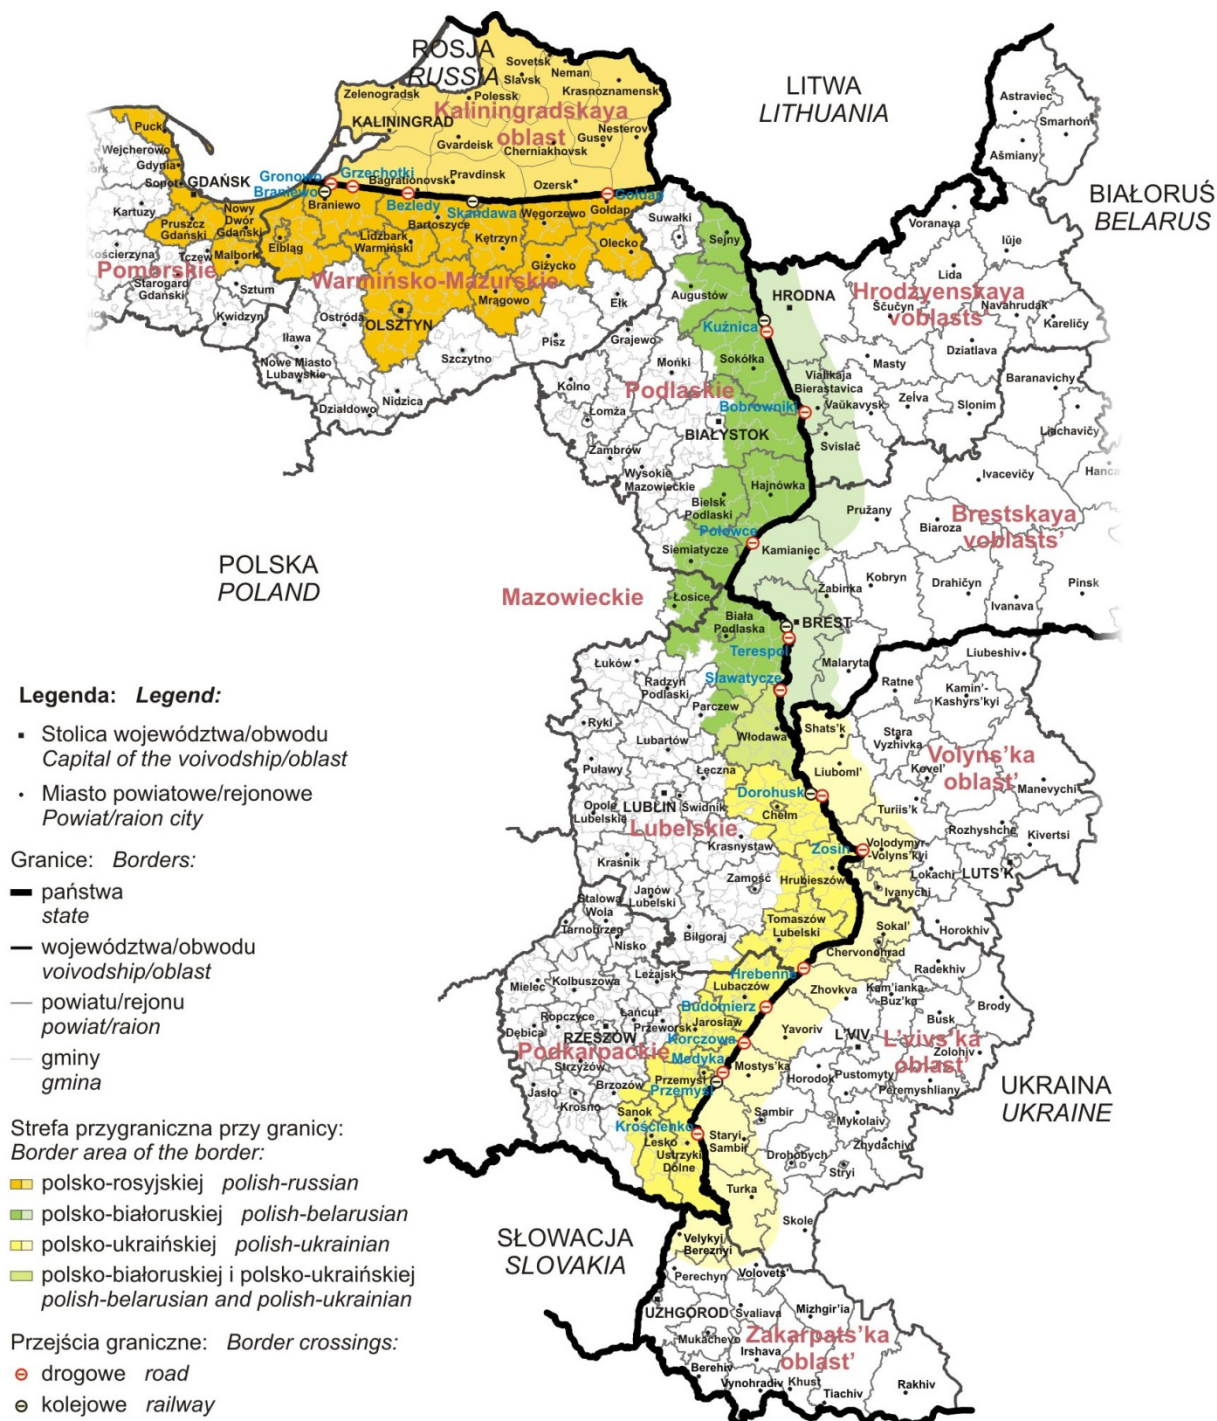 ROSJA
RUSSIA
LITWA
LITHUANIA
BIAŁORUŚ
BELARUS
POLSKA
POLAND
UKRAINA
UKRAINE
SŁOWACJA
SLOVAKIA
Sovetsk
Neman
Slavsk
Krasnoznamensk
Zelenogradsk
Polessk
Kaliningradskaya
oblast
KALININGRAD
Nesterov
Gusev
Gvardeisk
Cherniakhovsk
Pravdinsk
Bagrationovsk
Ozersk
Gronowo
Grzechotki
Braniewo
Braniewo
Bezledy
Skandawa
Gołdap
Gołdap
Puck
Wejcherowo
Gdynia
Sopot
GDAŃSK
Kartuzy
Pruszcz
Gdański
Nowy
Dwór
Gdański
Kościerzyna
Tczew
Malbork
Pomorskie
Starogard
Gdański
Sztum
Kwidzyn
Elbląg
Lidzbark
Warmiński
Bartoszyce
Węgorzewo
Kętrzyn
Olecko
Giżycko
Warmińsko-Mazurskie
Mrągowo
Ełk
Ostróda
OLSZTYN
Iława
Pisz
Szczytno
Nowe Miasto
Lubawskie
Nidzica
Działdowo
Suwałki
Sejny
Augustów
Grajewo
Kuźnica
Mońki
Sokółka
Kolno
Podlaskie
Łomża
Bobrowniki
BIAŁYSTOK
Zambrów
Wysokie
Mazowieckie
Hajnówka
Bielsk
Podlaski
Połowce
Siemiatycze
Mazowieckie
Łosice
Biała
Podlaska
Terespol
Sławatycze
Astraviec
Smarhoń
Ašmiany
Voranava
Iŭje
Lida
HRODNA
Hrodzyenskaya
voblasts'
Ščučyn
Navahrudak
Kareličy
Dziatlava
Masty
Vialikaja
Bierastavica
Baranavichy
Vaŭkavysk
Zelva
Slonim
Liachavičy
Svislač
Ivacevičy
Hanca
Pružany
Biaroza
Brestskaya
voblasts'
Kamianiec
Kobryn
Žabinka
Drahičyn
Pinsk
Ivanava
BREST
Malaryta
Łuków
Radzyń
Podlaski
Parczew
Ryki
Włodawa
Lubartów
Puławy
Łęczna
Dorohusk
Opole
Lubelskie
LUBLIN
Świdnik
Chełm
Lubelskie
Krasnystaw
Zosin
Kraśnik
Hrubieszów
Zamość
Janów
Lubelski
Stalowa
Wola
Tomaszów
Lubelski
Tarnobrzeg
Biłgoraj
Nisko
Hrebenne
Leżajsk
Lubaczów
Mielec
Kolbuszowa
Budomierz
Łańcut
Ropczyce
Jarosław
Dębica
Przeworsk
RZESZÓW
Korczowa
Podkarpackie
Medyka
Strzyżów
Przemyśl
Przemyśl
Jasło
Brzozów
Krosno
Sanok
Krościenko
Lesko
Ustrzyki
Dolne
Liubeshiv
Ratne
Kamin'-
Kashyrs'kyi
Shats'k
Stara
Vyzhivka
Volyns'ka
oblast'
Liuboml'
Kovel'
Manevychi
Turiis'k
Rozhyshche
Kivertsi
Volodymyr-
-Volyns'kyi
Lokachi
LUTS'K
Ivanychi
Horokhiv
Sokal'
Chervonohrad
Radekhiv
Kam'ianka-
Buz'ka
Zhovkva
Brody
Busk
Yavoriv
L'VIV
L'vivs'ka
oblast'
Zolohiv
Mostys'ka
Pustomyty
Horodok
Peremyshliany
Sambir
Mykolaiv
Staryi
Sambir
Zhydachiv
Drohobych
Stryi
Turka
Skole
Velykyi
Bereznyi
Volovets'
Perechyn
UZHGOROD
Svaliava
Mizhgir'ia
Mukachevo
Zakarpats'ka
oblast'
Irshava
Berehiv
Vynohradiv
Khust
Tiachiv
Rakhiv
Legenda: Legend:
Stolica województwa/obwodu
Capital of the voivodship/oblast
Miasto powiatowe/rejonowe
Powiat/raion city
Granice: Borders:
państwa
state
województwa/obwodu
voivodship/oblast
powiatu/rejonu
powiat/raion
gminy
gmina
Strefa przygraniczna przy granicy:
Border area of the border:
polsko-rosyjskiej polish-russian
polsko-białoruskiej polish-belarusian
polsko-ukraińskiej polish-ukrainian
polsko-białoruskiej i polsko-ukraińskiej
polish-belarusian and polish-ukrainian
Przejścia graniczne: Border crossings:
drogowe road
kolejowe railway